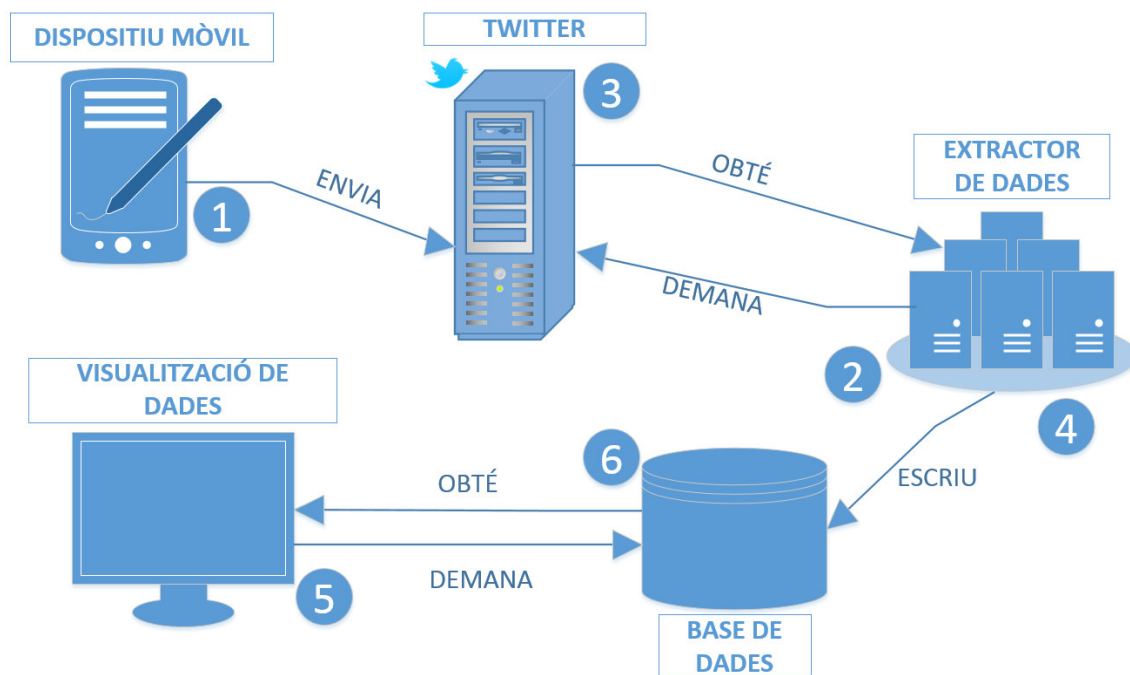 DISPOSITIU MÒVIL
TWITTER
3
EXTRACTOR
DE DADES
OBTÉ
ENVIA
1
DEMANA
2
4
VISUALITZACIÓ DE
DADES
6
OBTÉ
ESCRIU
DEMANA
5
BASE DE
DADES